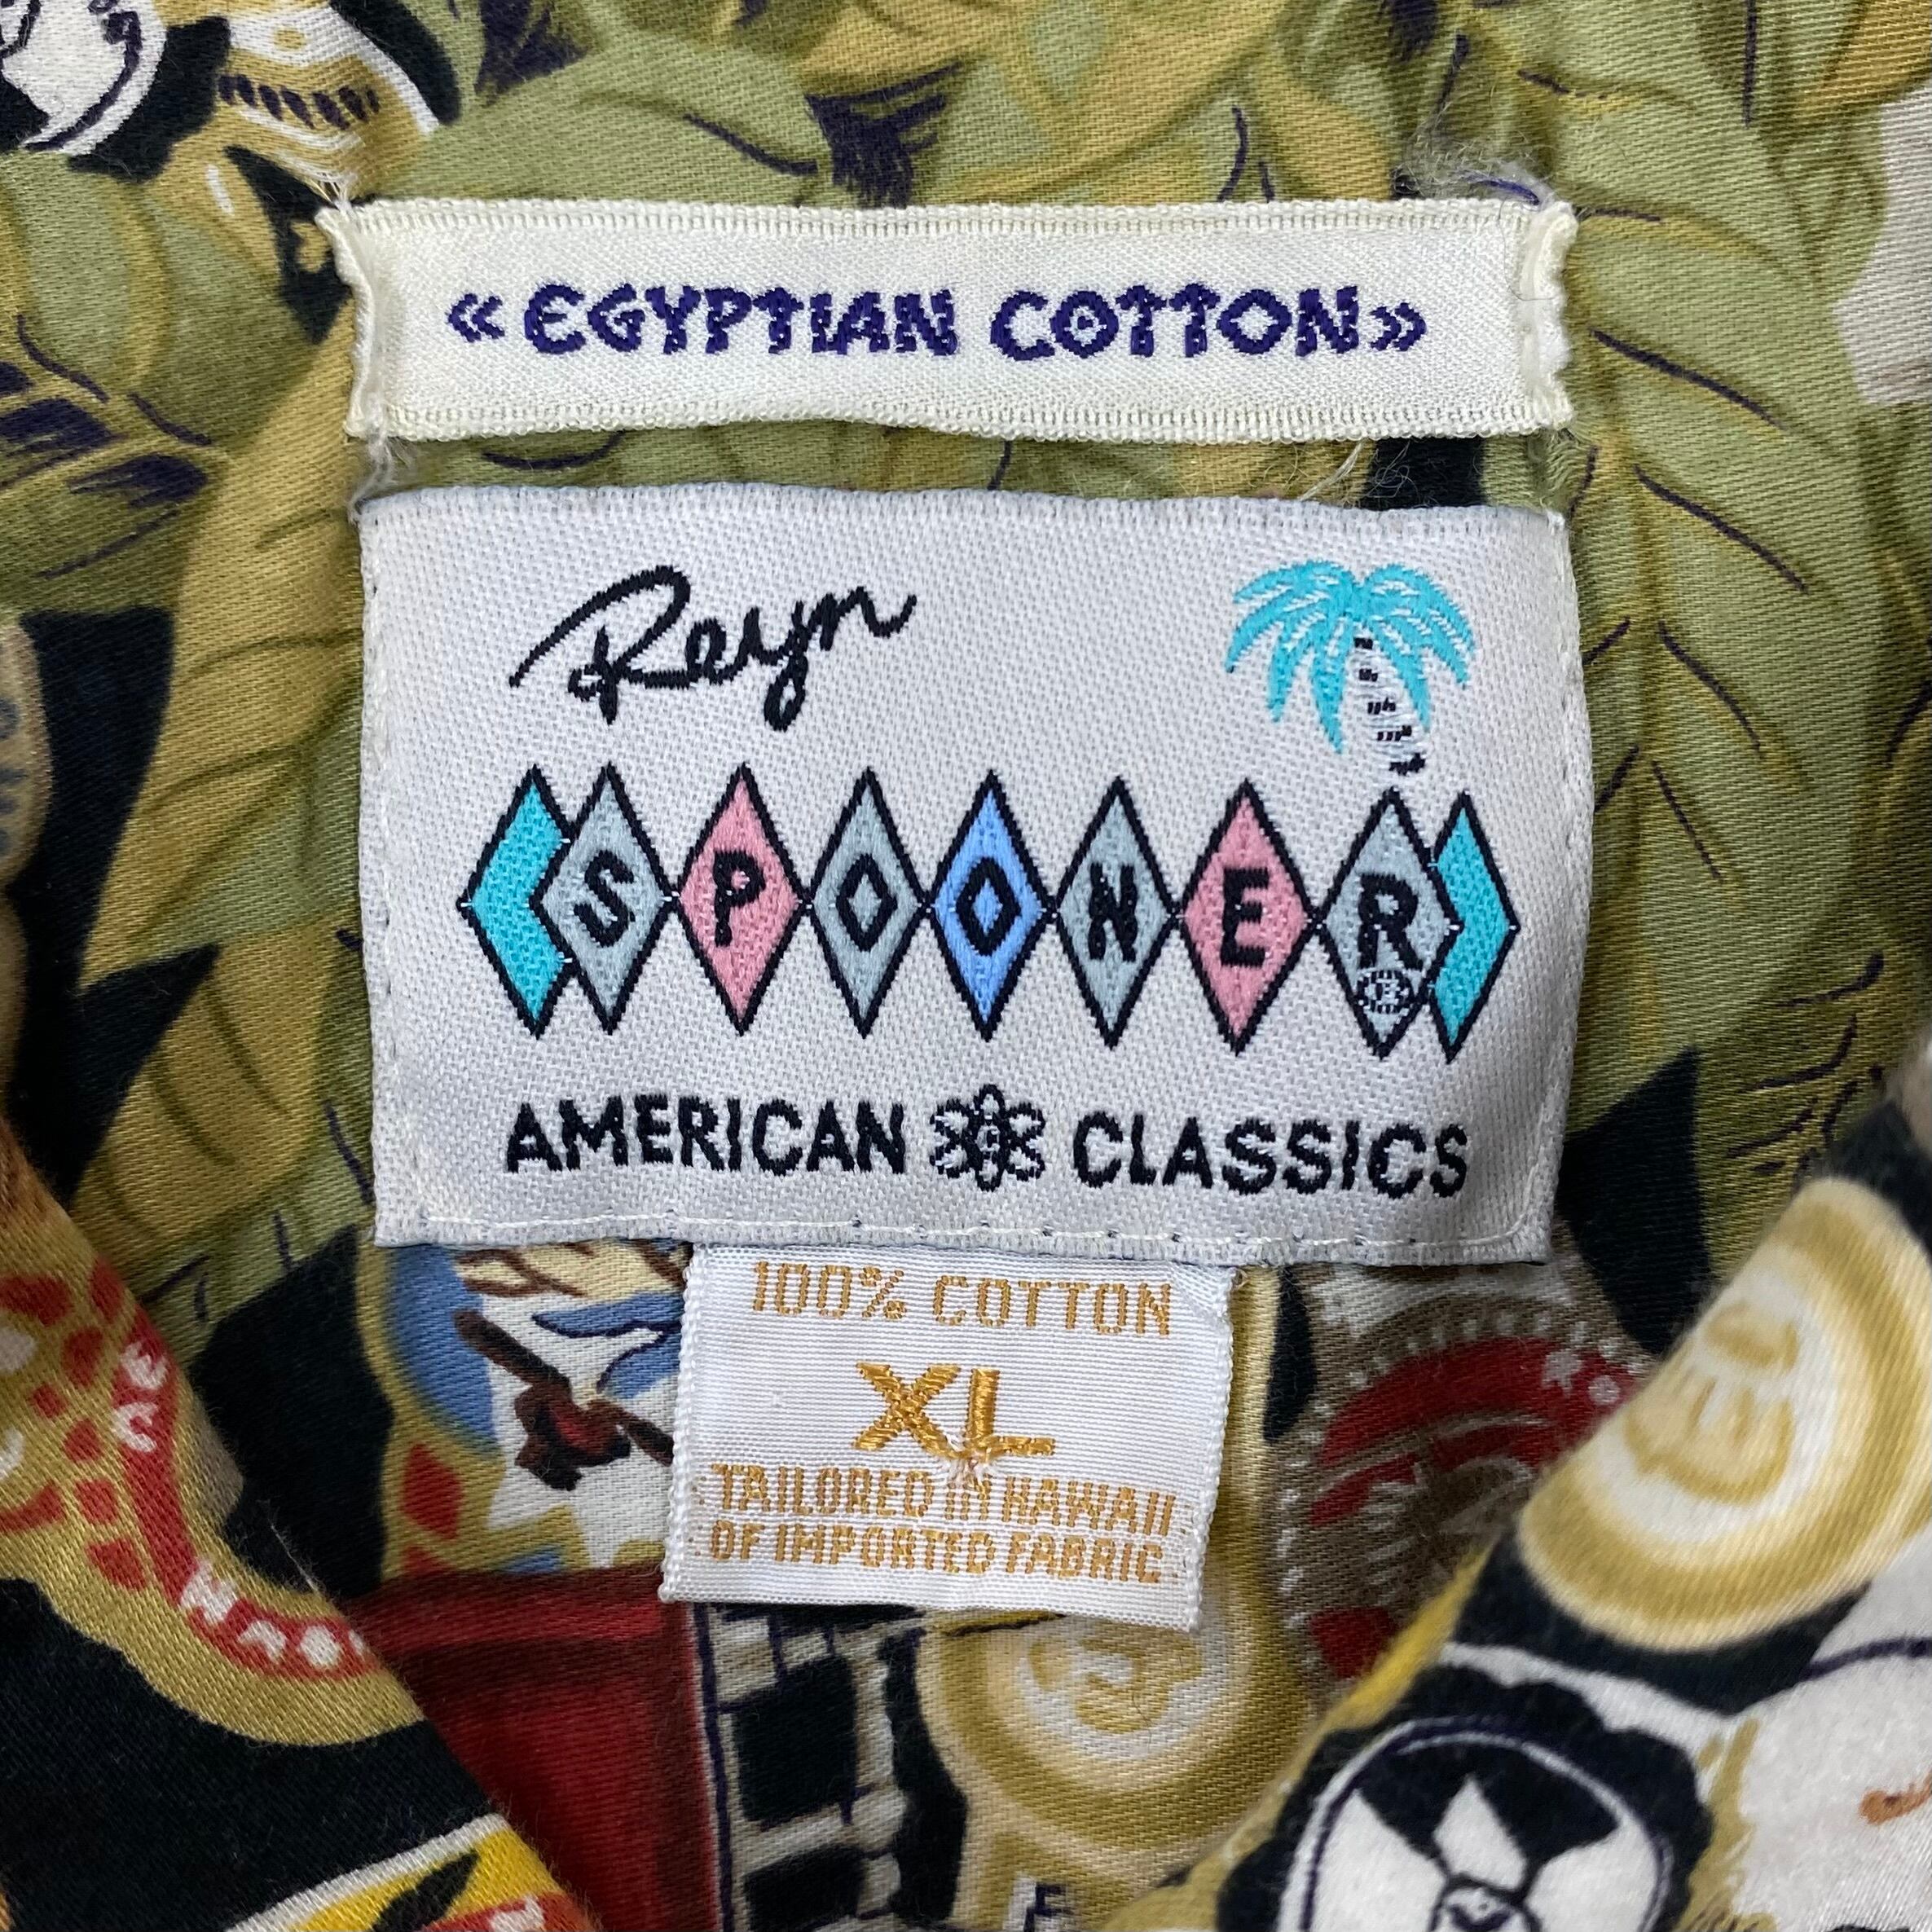 «EGYPTIAN COTTON»
Reyn
SPOONER®
AMERICAN CLASSICS
100% COTTON
XL
TAILORED IN HAWAII
OF IMPORTED FABRIC